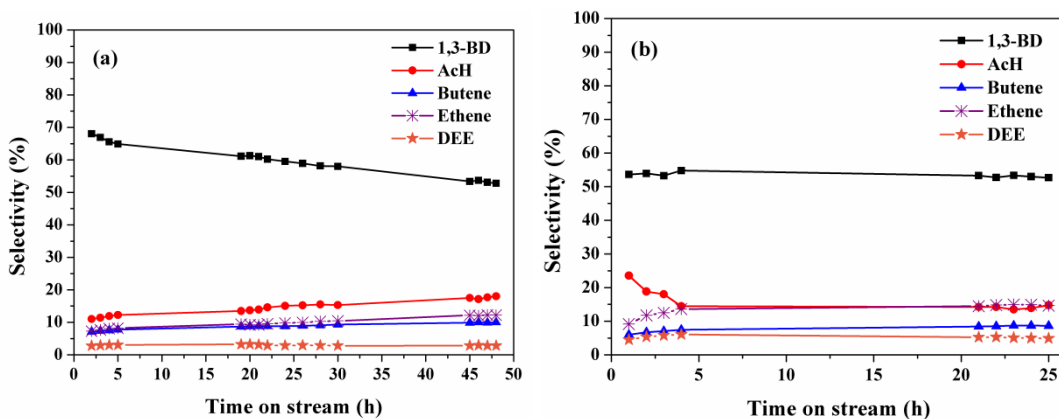 (a)
1,3-BD
AcH
Butene
Ethene
DEE
Selectivity (%)
100
90
80
70
60
50
40
30
20
10
0
0 5 10 15 20 25 30 35 40 45 50
Time on stream (h)
(b)
1,3-BD
AcH
Butene
Ethene
DEE
Selectivity (%)
100
90
80
70
60
50
40
30
20
10
0
0 5 10 15 20 25
Time on stream (h)